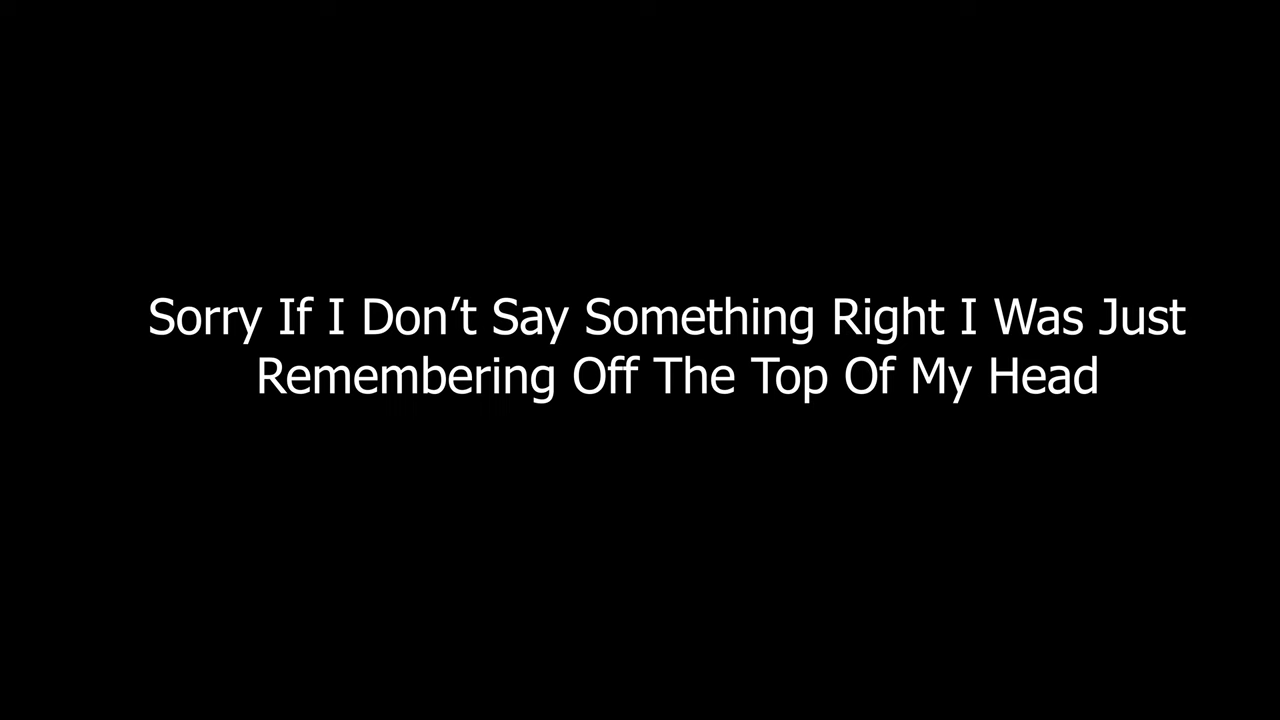 Sorry If I Don’t Say Something Right I Was Just
Remembering Off The Top Of My Head